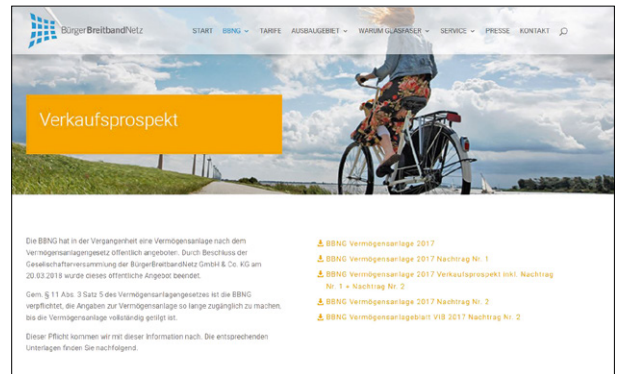 BürgerBreitbandNetz
START BBNG TARIFE AUSBAUGEBIET WARUM GLASFASER SERVICE PRESSE KONTAKT
Verkaufsprospekt
Die BBNG hat in der Vergangenheit eine Vermögensanlage nach dem
Vermögensanlagengesetz öffentlich angeboten. Durch Beschluss der
Gesellschafterversammlung der BürgerBreitbandNetz GmbH & Co. KG am
20.03.2018 wurde dieses öffentliche Angebot beendet.
Gem. § 11 Abs. 3 Satz 5 des Vermögensanlagengesetzes ist die BBNG
verpflichtet, die Angaben zur Vermögensanlage so lange zugänglich zu machen,
bis die Vermögensanlage vollständig getilgt ist.
Dieser Pflicht kommen wir mit dieser Information nach. Die entsprechenden
Unterlagen finden Sie nachfolgend.
BBNG Vermögensanlage 2017
BBNG Vermögensanlage 2017 Nachtrag Nr. 1
BBNG Vermögensanlage 2017 Verkaufsprospekt inkl. Nachtrag
Nr. 1 + Nachtrag Nr. 2
BBNG Vermögensanlage 2017 Nachtrag Nr. 2
BBNG Vermögensanlageblatt VIB 2017 Nachtrag Nr. 2